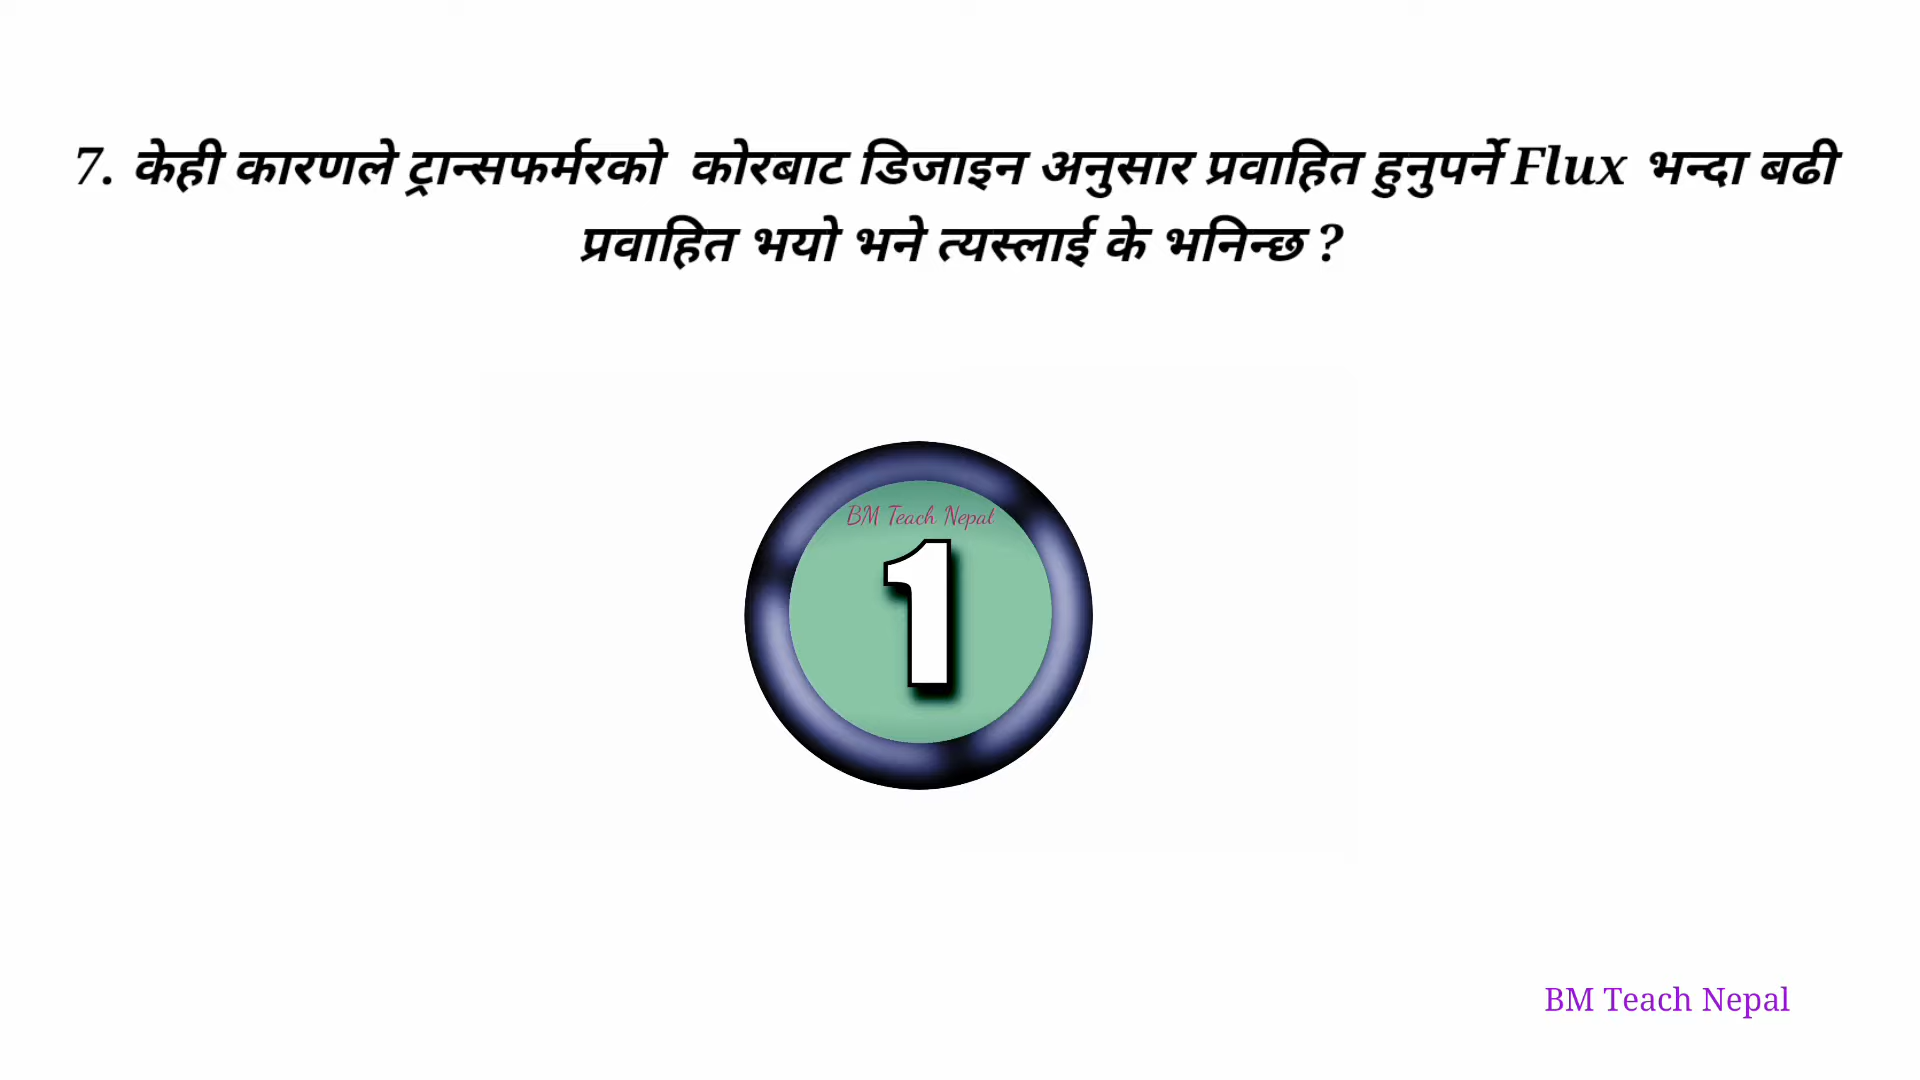 7. केही कारणले ट्रान्सफर्मरको कोरबाट डिजाइन अनुसार प्रवाहित हुनुपर्ने Flux भन्दा बढी
प्रवाहित भयो भने त्यस्लाई के भनिन्छ ?
BM Teach Nepal
1
BM Teach Nepal